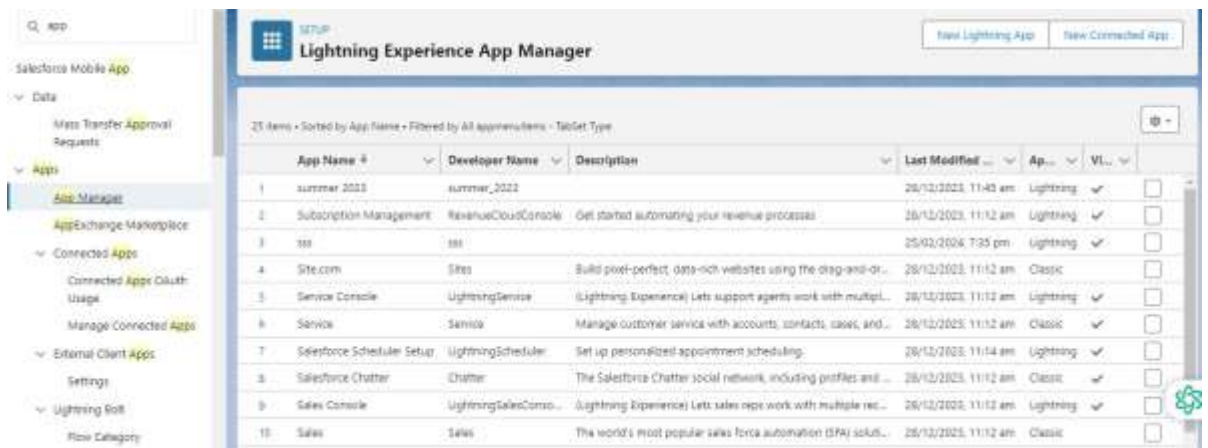 app
Salesforce Mobile App
Data
Mass Transfer Approval
Requests
Apps
App Manager
AppExchange Marketplace
Connected Apps
Connected Apps OAuth
Usage
Manage Connected Apps
External Client Apps
Settings
Lightning Bolt
Flow Category
SETUP
Lightning Experience App Manager
New Lightning App New Connected App
25 items • Sorted by App Name • Filtered by All appmenuitems - TabSet Type
App Name Developer Name Description Last Modified ... Ap... Vi...
1 summer 2023 summer_2023 28/12/2023, 11:45 am Lightning
2 Subscription Management RevenueCloudConsole Get started automating your revenue processes 28/12/2023, 11:12 am Lightning
3 sss sss 25/02/2024, 7:35 pm Lightning
4 Site.com Sites Build pixel-perfect, data-rich websites using the drag-and-dr... 28/12/2023, 11:12 am Classic
5 Service Console LightningService (Lightning Experience) Lets support agents work with multipl... 28/12/2023, 11:12 am Lightning
6 Service Service Manage customer service with accounts, contacts, cases, and... 28/12/2023, 11:12 am Classic
7 Salesforce Scheduler Setup LightningScheduler Set up personalized appointment scheduling. 28/12/2023, 11:14 am Lightning
8 Salesforce Chatter Chatter The Salesforce Chatter social network, including profiles and ... 28/12/2023, 11:12 am Classic
9 Sales Console LightningSalesConso... (Lightning Experience) Lets sales reps work with multiple rec... 28/12/2023, 11:12 am Lightning
10 Sales Sales The world's most popular sales force automation (SFA) soluti... 28/12/2023, 11:12 am Classic